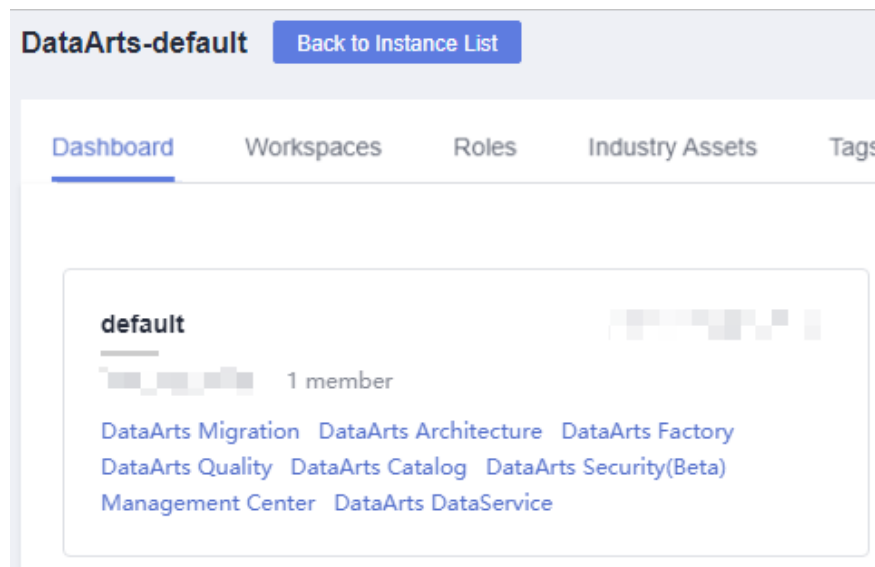 DataArts-default Back to Instance List
Dashboard Workspaces Roles Industry Assets Tags
default
1 member
DataArts Migration DataArts Architecture DataArts Factory
DataArts Quality DataArts Catalog DataArts Security(Beta)
Management Center DataArts DataService